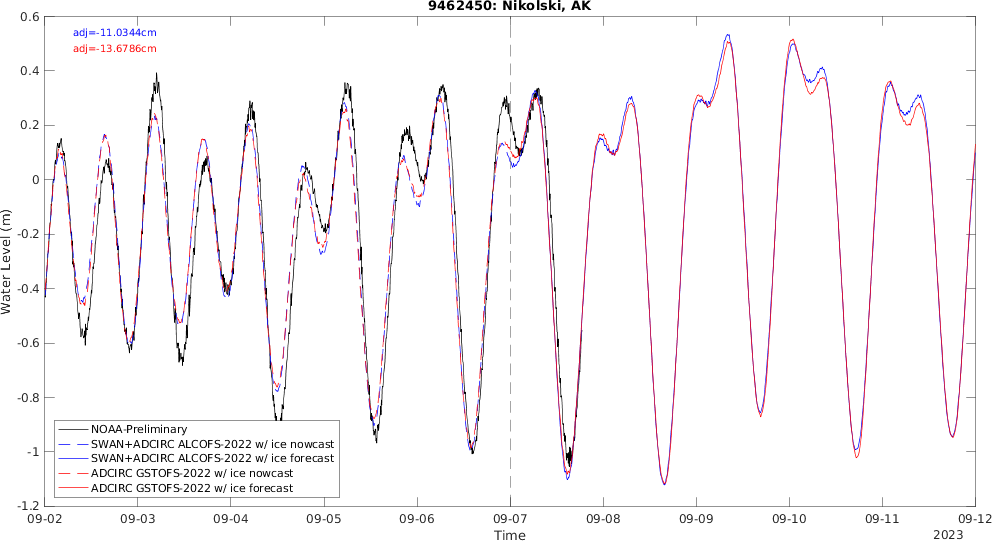 9462450: Nikolski, AK
adj=-11.0344cm
adj=-13.6786cm
0.6
0.4
0.2
0
-0.2
-0.4
-0.6
-0.8
-1
-1.2
Water Level (m)
NOAA-Preliminary
SWAN+ADCIRC ALCOFS-2022 w/ ice nowcast
SWAN+ADCIRC ALCOFS-2022 w/ ice forecast
ADCIRC GSTOFS-2022 w/ ice nowcast
ADCIRC GSTOFS-2022 w/ ice forecast
09-02 09-03 09-04 09-05 09-06 09-07 09-08 09-09 09-10 09-11 09-12
Time
2023